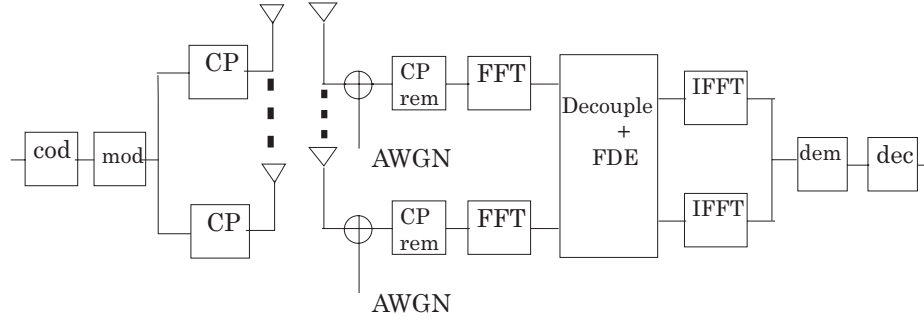 cod
mod
CP
CP
AWGN
AWGN
CP
rem
FFT
CP
rem
FFT
Decouple
+
FDE
IFFT
IFFT
dem
dec